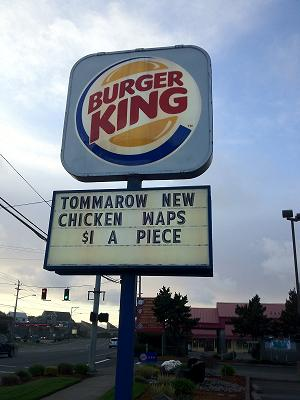 BURGER
KING
TOMMAROW NEW
CHICKEN WAPS
$1 A PIECE